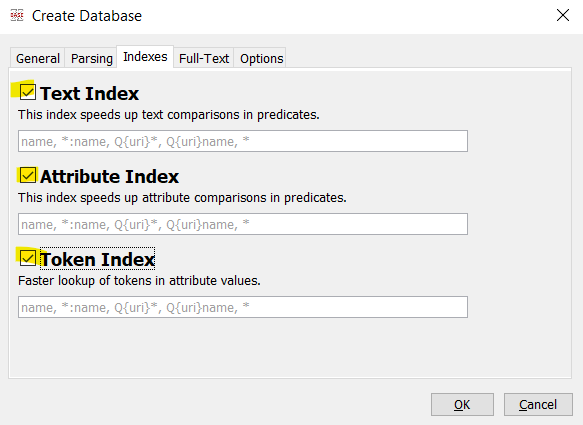 Create Database
General Parsing Indexes Full-Text Options
Text Index
This index speeds up text comparisons in predicates.
name, *:name, Q{uri}*, Q{uri}name, *
Attribute Index
This index speeds up attribute comparisons in predicates.
name, *:name, Q{uri}*, Q{uri}name, *
Token Index
Faster lookup of tokens in attribute values.
name, *:name, Q{uri}*, Q{uri}name, *
OK Cancel